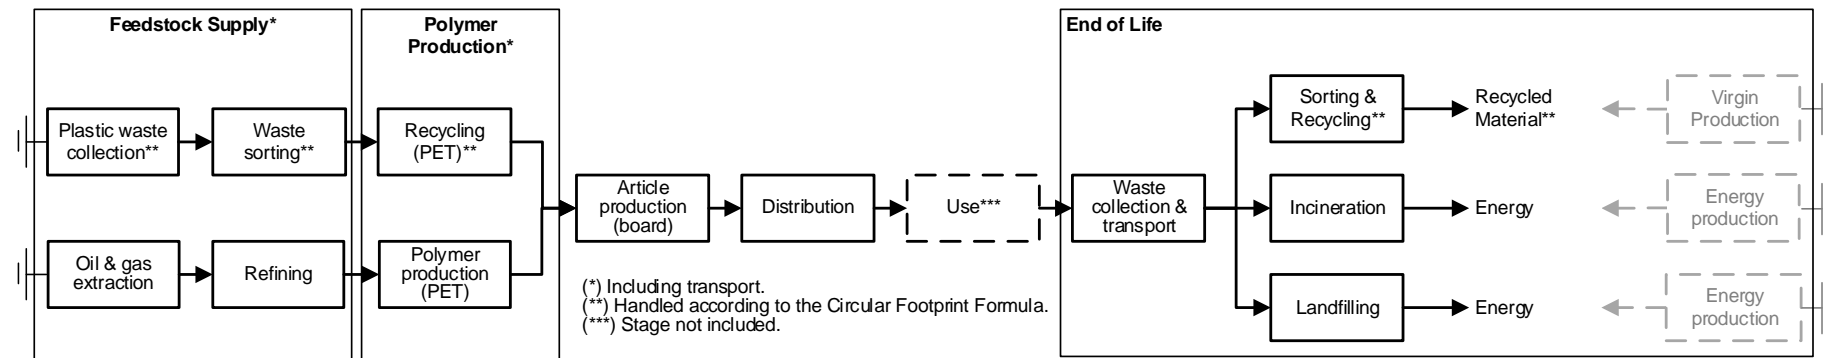 Feedstock Supply*
Polymer
Production*
End of Life
Plastic waste
collection**
Waste
sorting**
Recycling
(PET)**
Oil & gas
extraction
Refining
Polymer
production
(PET)
Article
production
(board)
Distribution
Use***
Waste
collection &
transport
Sorting &
Recycling**
Recycled
Material**
Virgin
Production
Incineration
Energy
Energy
production
Landfilling
Energy
Energy
production
(*) Including transport.
(**) Handled according to the Circular Footprint Formula.
(***) Stage not included.